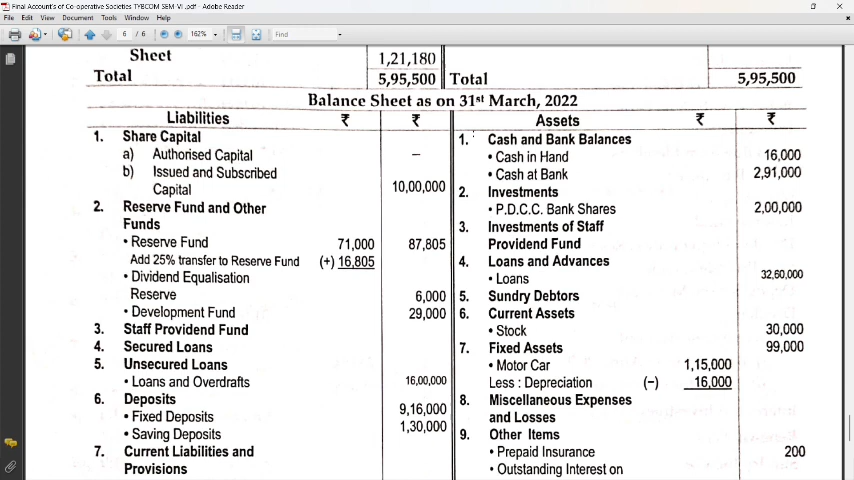 Final Account's of Co-operative Societies TYBCOM SEM-VI .pdf - Adobe Reader
File Edit View Document Tools Window Help
6 / 6 162% Find
Sheet 1,21,180
Total 5,95,500 Total 5,95,500
Balance Sheet as on 31st March, 2022
Liabilities ₹ ₹ Assets ₹ ₹
1. Share Capital 1. Cash and Bank Balances
a) Authorised Capital – • Cash in Hand 16,000
b) Issued and Subscribed • Cash at Bank 2,91,000
Capital 10,00,000 2. Investments
2. Reserve Fund and Other • P.D.C.C. Bank Shares 2,00,000
Funds 3. Investments of Staff
• Reserve Fund 71,000 87,805 Provident Fund
Add 25% transfer to Reserve Fund (+) 16,805 4. Loans and Advances
• Dividend Equalisation • Loans 32,60,000
Reserve 6,000 5. Sundry Debtors
• Development Fund 29,000 6. Current Assets
3. Staff Provident Fund • Stock 30,000
4. Secured Loans 7. Fixed Assets 99,000
5. Unsecured Loans • Motor Car 1,15,000
• Loans and Overdrafts 16,00,000 Less : Depreciation (–) 16,000
6. Deposits 8. Miscellaneous Expenses
• Fixed Deposits 9,16,000 and Losses
• Saving Deposits 1,30,000 9. Other Items
7. Current Liabilities and • Prepaid Insurance 200
Provisions • Outstanding Interest on